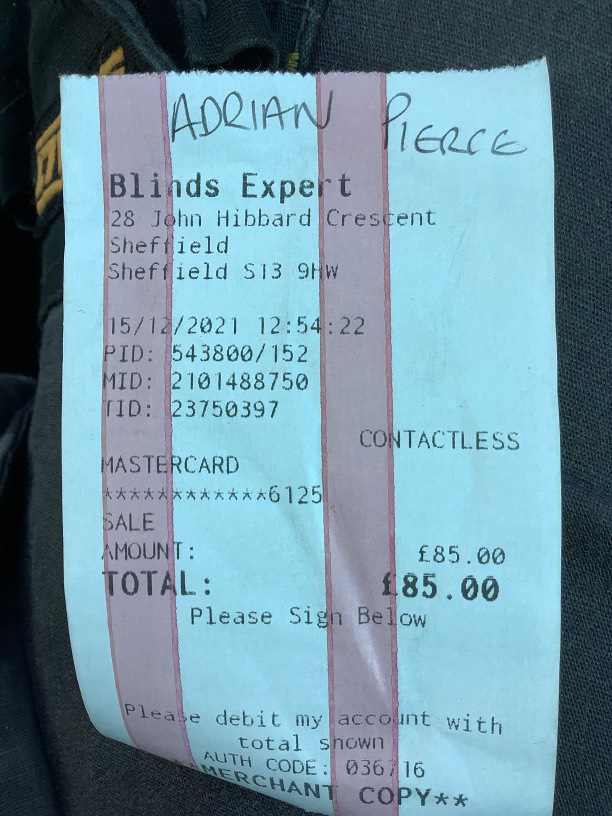 ADRIAN PIERCE
Blinds Expert
28 John Hibbard Crescent
Sheffield
Sheffield S13 9HW
15/12/2021 12:54:22
PID: 543800/152
MID: 2101488750
TID: 23750397
CONTACTLESS
MASTERCARD
************6125
SALE
AMOUNT: £85.00
TOTAL: £85.00
Please Sign Below
Please debit my account with
total shown
AUTH CODE: 036716
MERCHANT COPY**